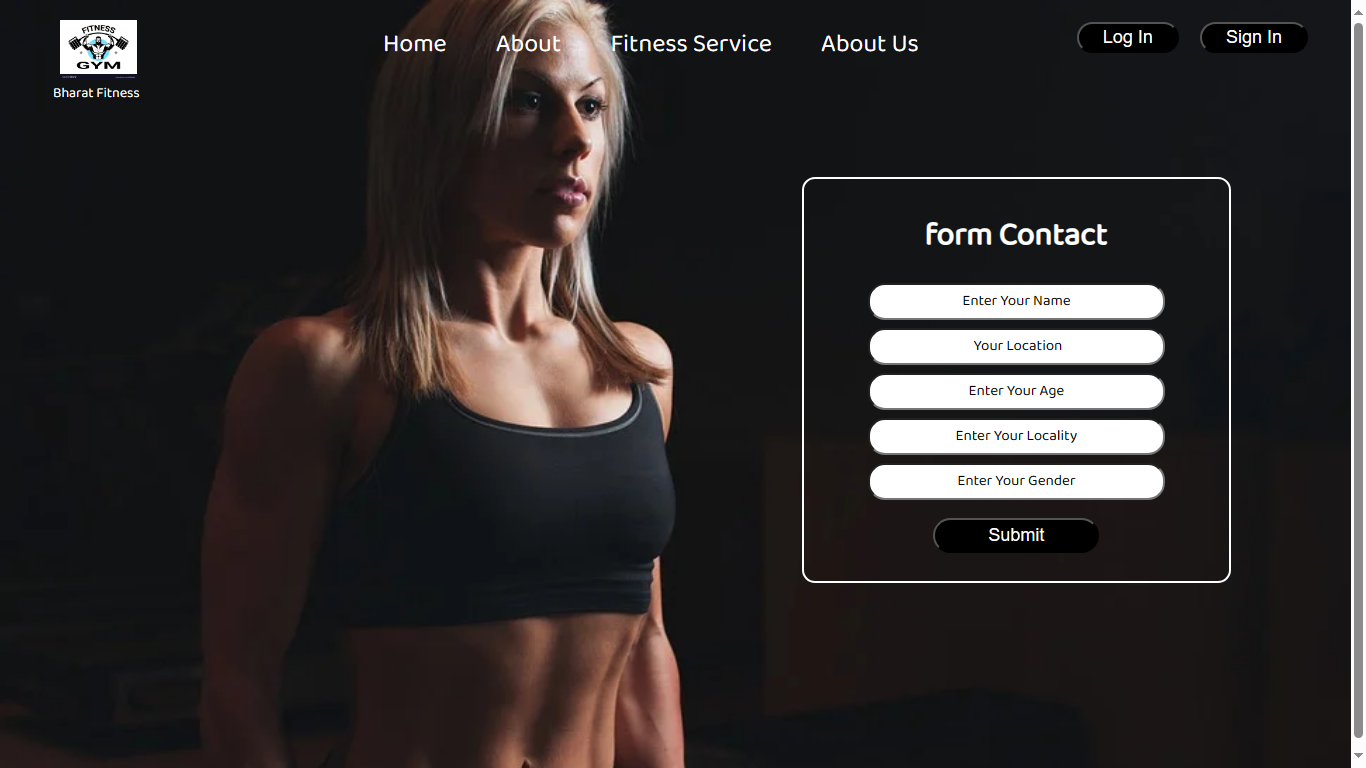 FITNESS
GYM
Bharat Fitness
Home
About
Fitness Service
About Us
Log In
Sign In
form Contact
Enter Your Name
Your Location
Enter Your Age
Enter Your Locality
Enter Your Gender
Submit